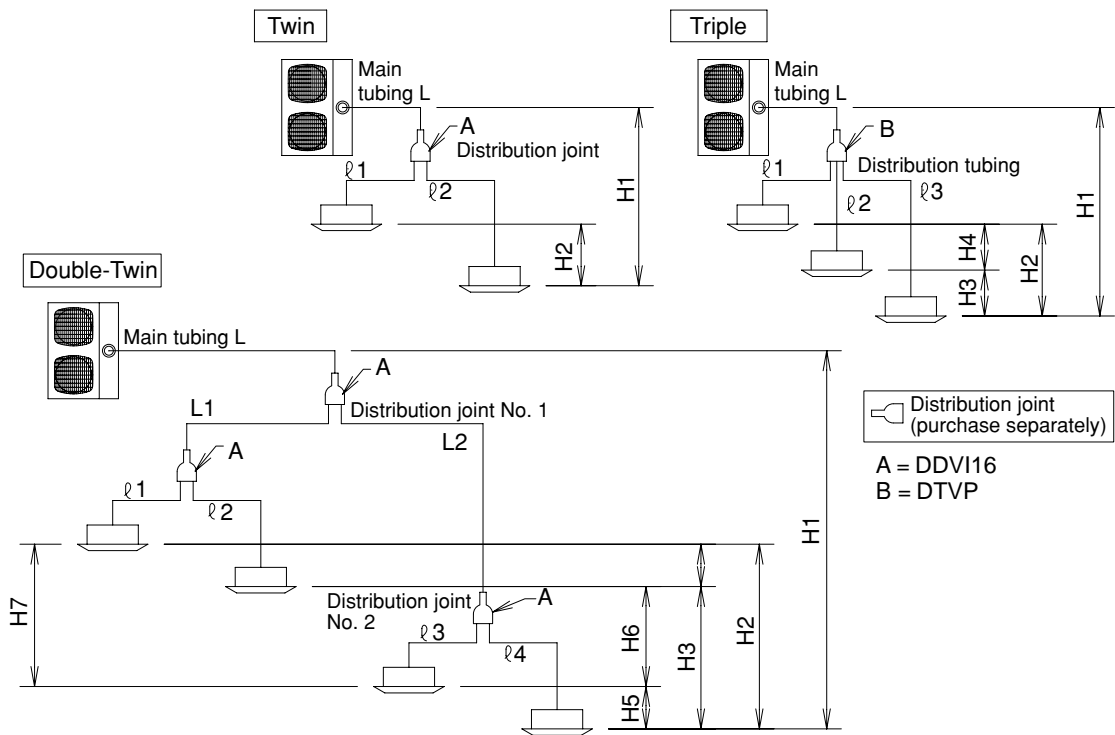 Twin
Main
tubing L
A
Distribution joint
ℓ1
ℓ2
H2
H1
Triple
Main
tubing L
B
Distribution tubing
ℓ1
ℓ2
ℓ3
H4
H3
H2
H1
Double-Twin
Main tubing L
A
Distribution joint No. 1
L1
L2
A
ℓ1
ℓ2
H7
Distribution joint
No. 2
A
ℓ3
ℓ4
H6
H5
H3
H2
H1
Distribution joint
(purchase separately)
A = DDVI16
B = DTVP